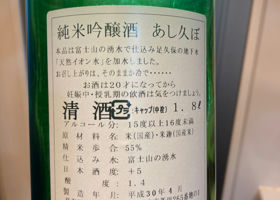 純米吟醸酒 あし久ぼ
本品は富士山の湧水で仕込み足久保の地下水
「天然イオン水」を加水しました。
お召し上がりは、そのままか冷で‥‥‥
お酒は20才になってから
妊娠中・授乳期の飲酒は気をつけましょう。
清酒 キャップ(中栓) 1.8ℓ
アルコール分: 15度以上16度未満
原材料名: 米(国産)・米麹(国産米)
精米歩合: 55%
仕込み水: 富士山の湧水
日本酒度: +5
酸度: 1.4
製造年月: 平成30年4月